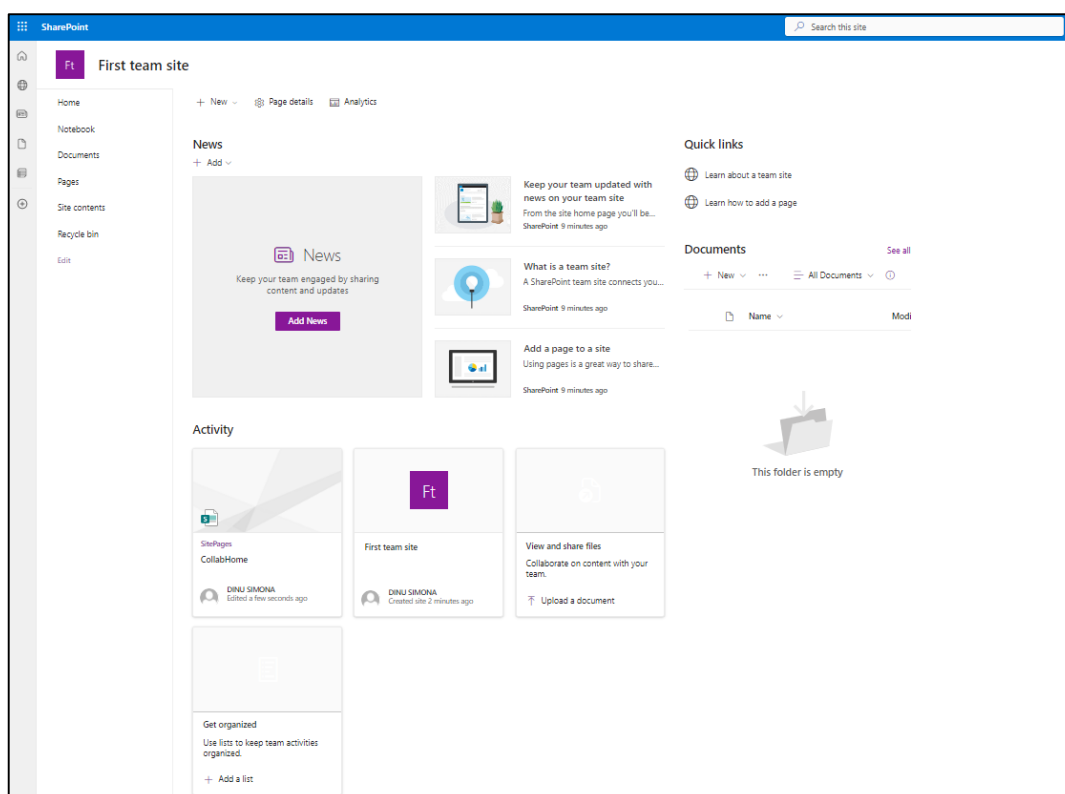 SharePoint
Search this site
Ft
First team site
Home
Notebook
Documents
Pages
Site contents
Recycle bin
Edit
+ New
Page details
Analytics
News
+ Add
News
Keep your team engaged by sharing
content and updates
Add News
Keep your team updated with
news on your team site
From the site home page you'll be...
SharePoint 9 minutes ago
What is a team site?
A SharePoint team site connects you...
SharePoint 9 minutes ago
Add a page to a site
Using pages is a great way to share...
SharePoint 9 minutes ago
Quick links
Learn about a team site
Learn how to add a page
Documents
See all
+ New
...
All Documents
Name
Modi
This folder is empty
Activity
SitePages
CollabHome
DINU SIMONA
Edited a few seconds ago
Ft
First team site
DINU SIMONA
Created site 2 minutes ago
View and share files
Collaborate on content with your
team.
Upload a document
Get organized
Use lists to keep team activities
organized.
+ Add a list